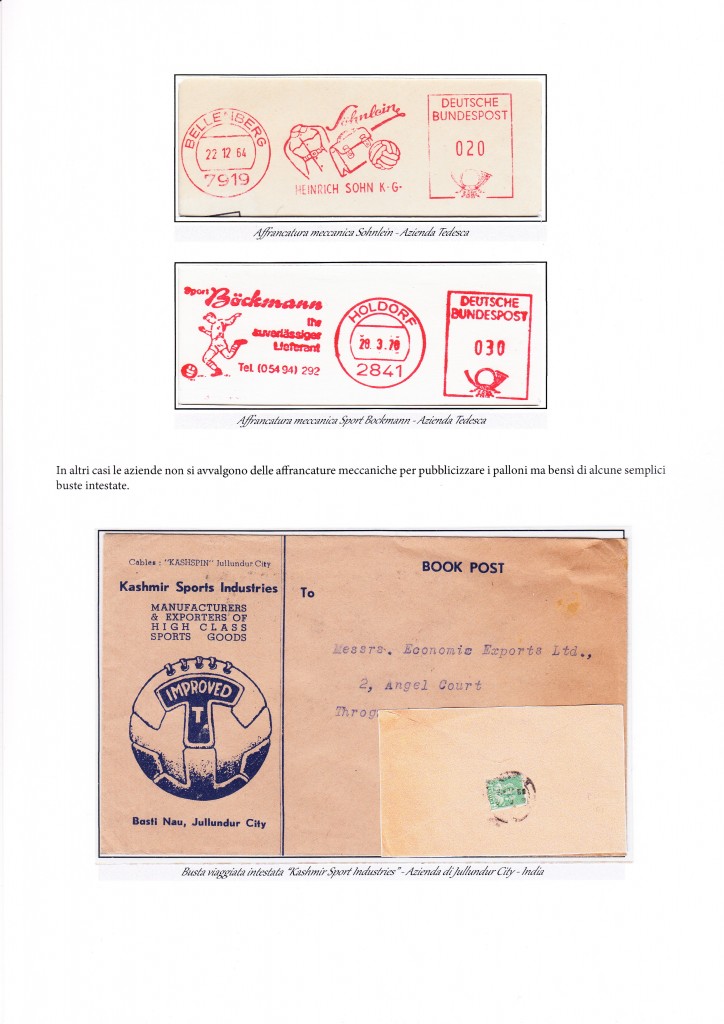 BELLENBERG
22 12 64
7919
Söhnlein
HEINRICH SOHN K-G-
DEUTSCHE
BUNDESPOST
020
Affrancatura meccanica Sohnlein - Azienda Tedesca
Sport Böckmann
Ihr
zuverlässiger
Lieferant
Tel. (05494) 292
HOLDORF
28. 3. 78
2841
DEUTSCHE
BUNDESPOST
030
Affrancatura meccanica Sport Bockmann - Azienda Tedesca
In altri casi le aziende non si avvalgono delle affrancature meccaniche per pubblicizzare i palloni ma bensì di alcune semplici
buste intestate.
Cables : "KASHSPIN" Jullundur City
Kashmir Sports Industries
MANUFACTURERS
& EXPORTERS OF
HIGH CLASS
SPORTS GOODS
IMPROVED
T
Basti Nau, Jullundur City
BOOK POST
To
Messrs. Economic Exports Ltd.,
2, Angel Court
Throg
Busta viaggiata intestata "Kashmir Sport Industries" - Azienda di Jullundur City - India